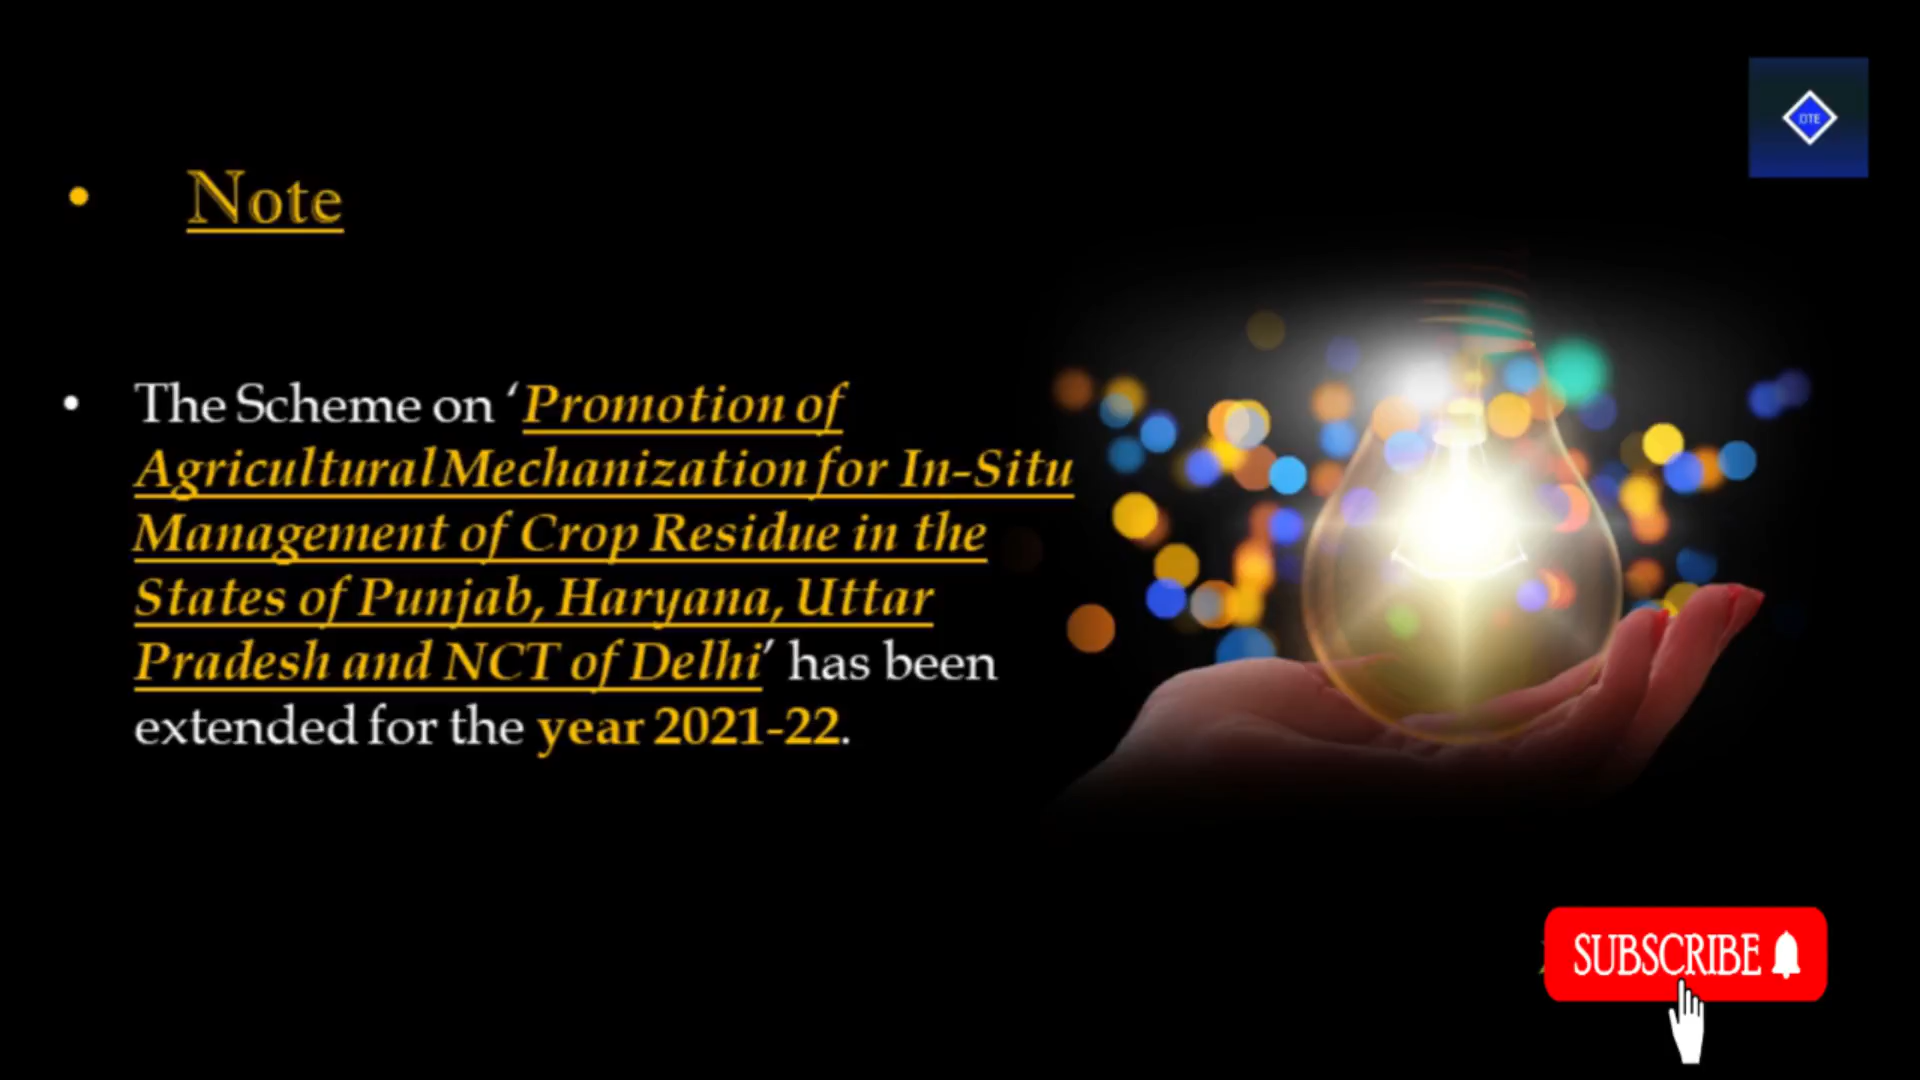 DTE
Note
The Scheme on ‘Promotion of
Agricultural Mechanization for In-Situ
Management of Crop Residue in the
States of Punjab, Haryana, Uttar
Pradesh and NCT of Delhi’ has been
extended for the year 2021-22.
SUBSCRIBE